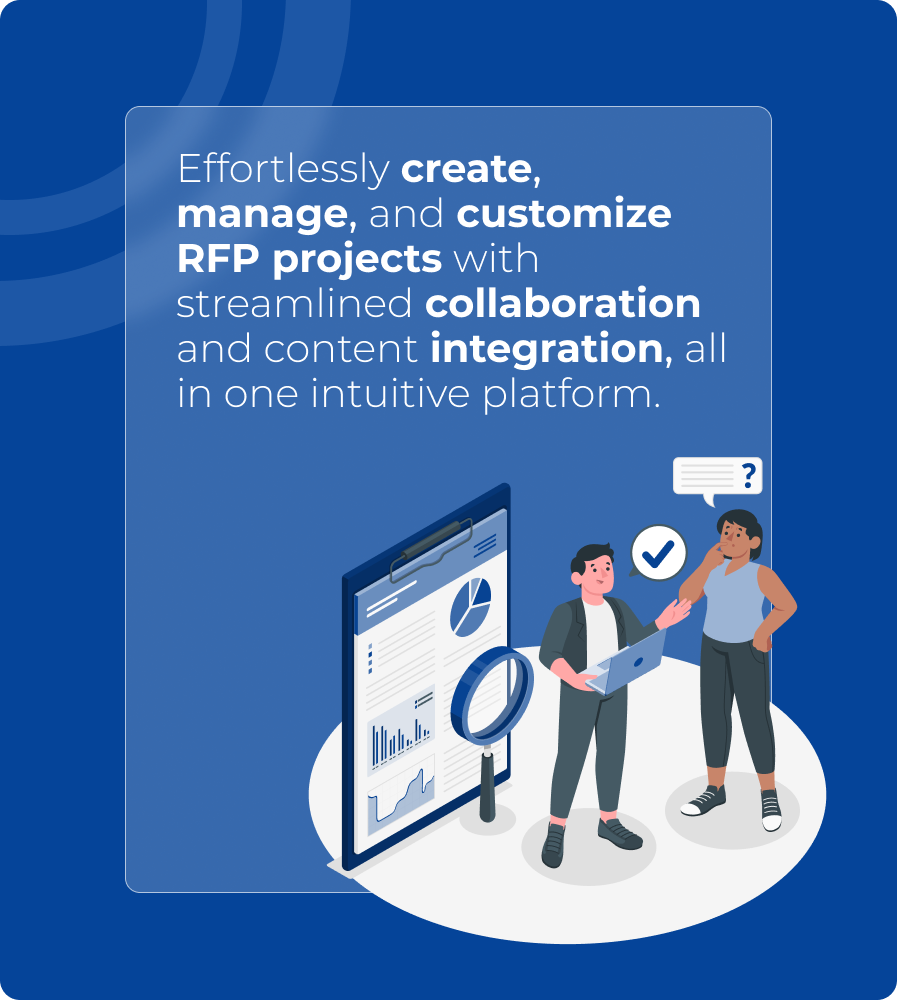 Effortlessly create,
manage, and customize
RFP projects with
streamlined collaboration
and content integration, all
in one intuitive platform.
?